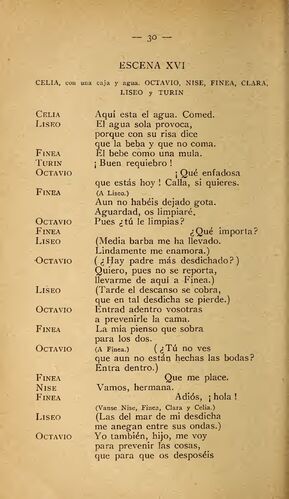 — 30 —
ESCENA XVI
CELIA, con una caja y agua. OCTAVIO, NISE, FINEA, CLARA,
LISEO y TURIN
CELIA Aquí esta el agua. Comed.
LISEO El agua sola provoca,
porque con su risa dice
que la beba y que no coma.
FINEA El bebe como una mula.
TURIN ¡Buen requiebro!
OCTAVIO ¡Qué enfadosa
que estás hoy! Calla, si quieres.
FINEA (A Liseo.)
Aun no habéis dejado gota.
Aguardad, os limpiaré.
OCTAVIO Pues ¿tú le limpias?
FINEA ¿Qué importa?
LISEO (Media barba me ha llevado.
Lindamente me enamora.)
OCTAVIO (¿Hay padre más desdichado?)
Quiero, pues no se reporta,
llevarme de aquí a Finea.)
LISEO (Tarde el descanso se cobra,
que en tal desdicha se pierde.)
OCTAVIO Entrad adentro vosotras
a prevenirle la cama.
FINEA La mía pienso que sobra
para los dos.
OCTAVIO (A Finea.) (¿Tú no ves
que aun no están hechas las bodas?
Entra dentro.)
FINEA Que me place.
NISE Vamos, hermana.
FINEA Adiós, ¡hola!
(Vanse Nise, Finea, Clara y Celia.)
LISEO (Las del mar de mi desdicha
me anegan entre sus ondas.)
OCTAVIO Yo también, hijo, me voy
para prevenir las cosas,
que para que os desposéis